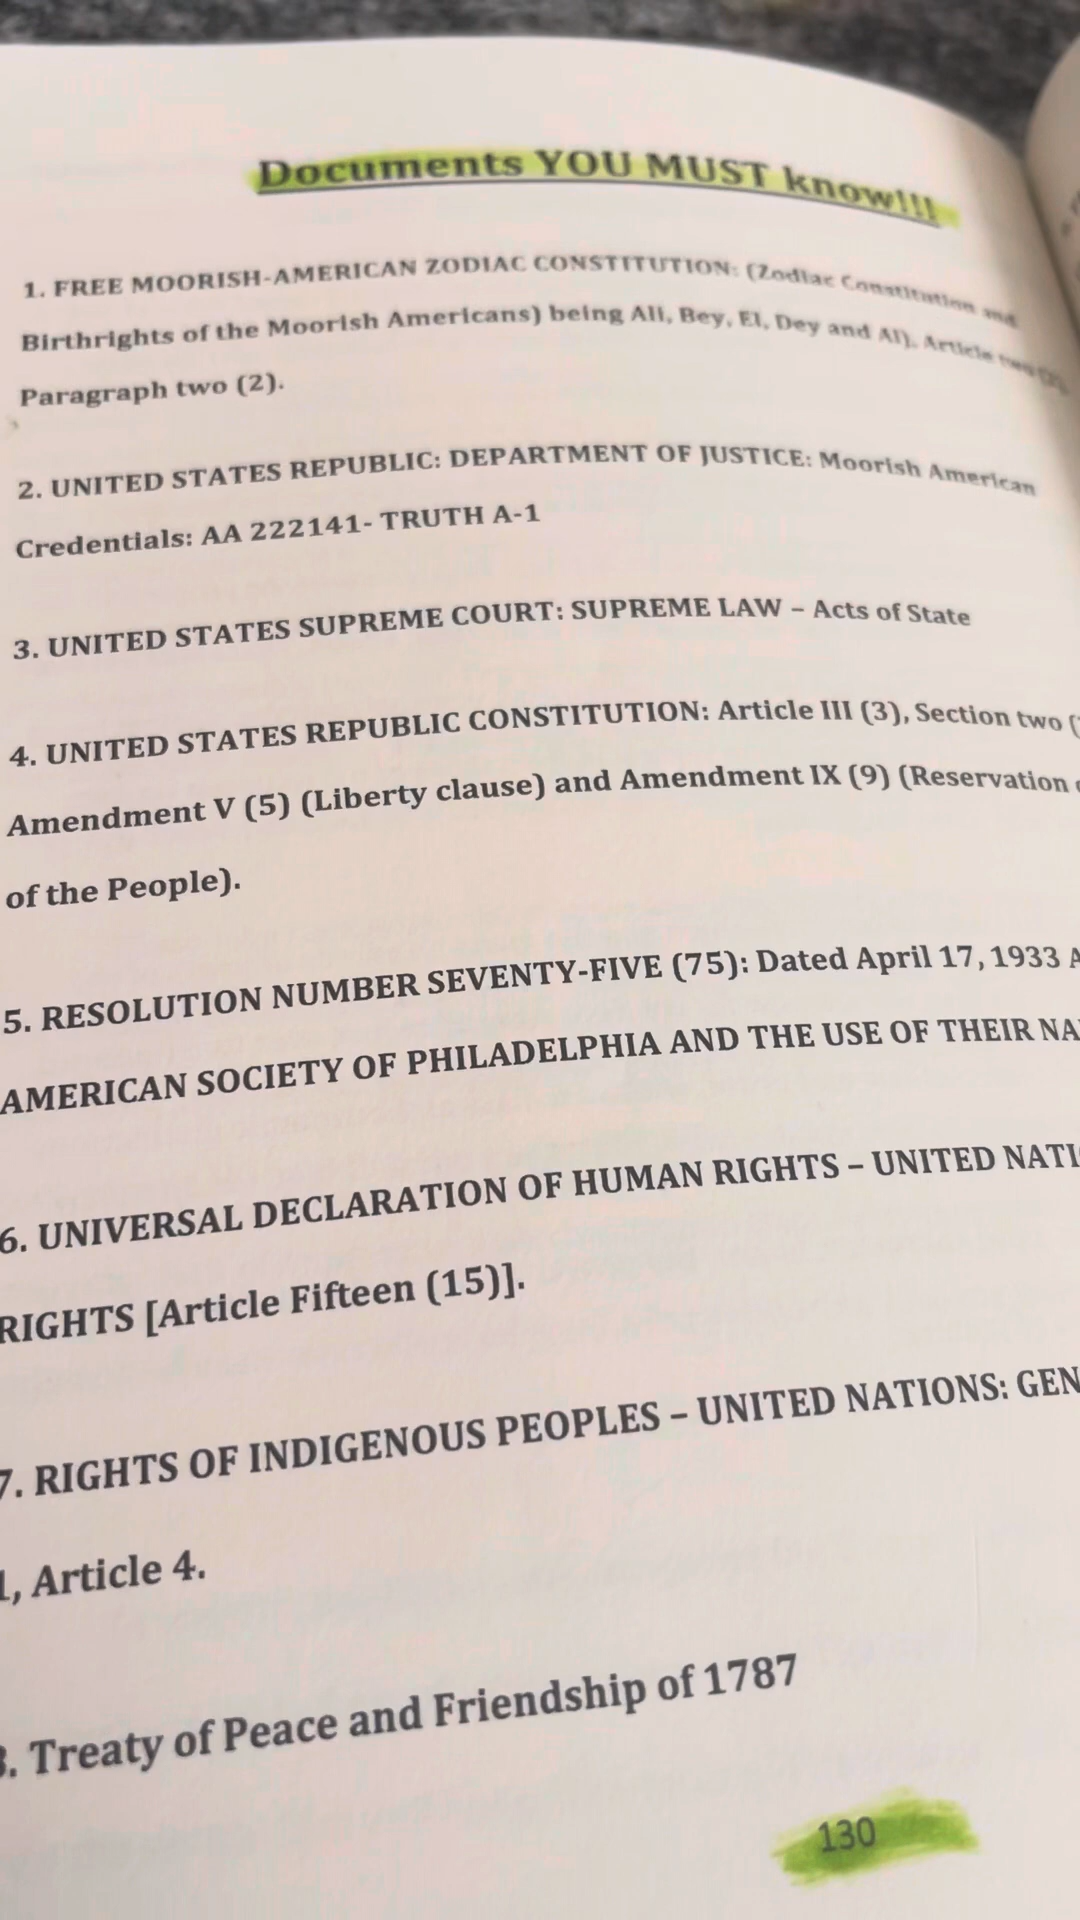 Documents YOU MUST know!!!
1. FREE MOORISH-AMERICAN ZODIAC CONSTITUTION: (Zodiac Constitution and
Birthrights of the Moorish Americans) being Ali, Bey, El, Dey and Al), Article two (2),
Paragraph two (2).
2. UNITED STATES REPUBLIC: DEPARTMENT OF JUSTICE: Moorish American
Credentials: AA 222141- TRUTH A-1
3. UNITED STATES SUPREME COURT: SUPREME LAW – Acts of State
4. UNITED STATES REPUBLIC CONSTITUTION: Article III (3), Section two (
Amendment V (5) (Liberty clause) and Amendment IX (9) (Reservation
of the People).
5. RESOLUTION NUMBER SEVENTY-FIVE (75): Dated April 17, 1933 A
AMERICAN SOCIETY OF PHILADELPHIA AND THE USE OF THEIR NA
6. UNIVERSAL DECLARATION OF HUMAN RIGHTS – UNITED NATI
RIGHTS [Article Fifteen (15)].
7. RIGHTS OF INDIGENOUS PEOPLES – UNITED NATIONS: GEN
1, Article 4.
. Treaty of Peace and Friendship of 1787
130